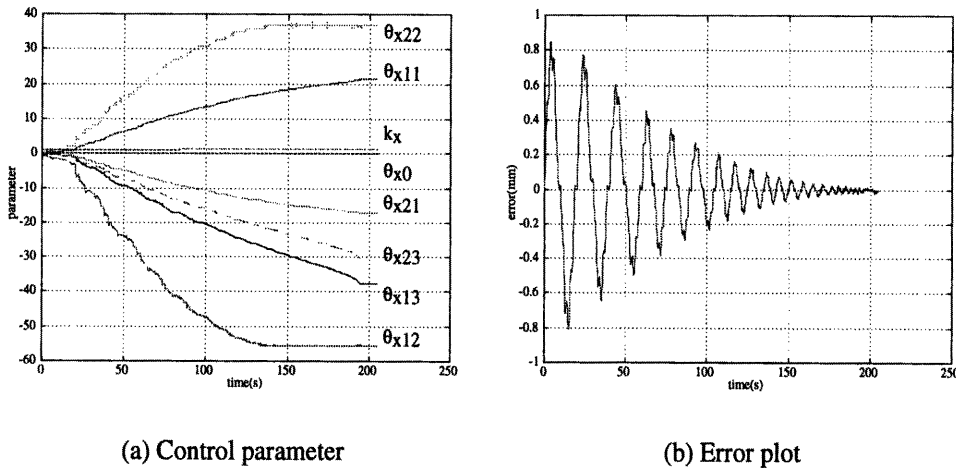 40
30
20
10
0
-10
-20
-30
-40
-50
-60
parameter
0
50
100
150
200
250
time(s)
θx22
θx11
kx
θx0
θx21
θx23
θx13
θx12
(a) Control parameter
1
0.8
0.6
0.4
0.2
0
-0.2
-0.4
-0.6
-0.8
-1
error(mm)
0
50
100
150
200
250
time(s)
(b) Error plot